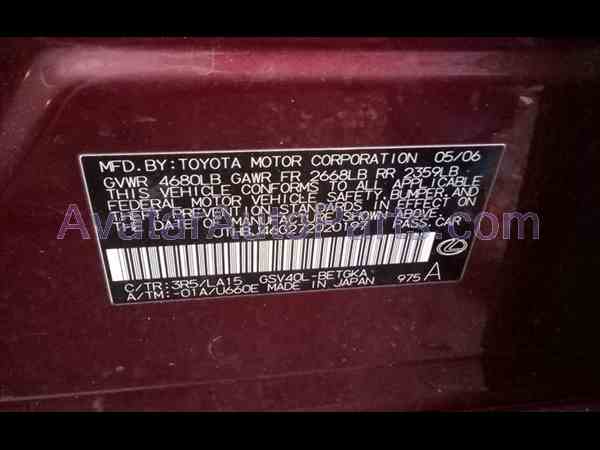 MFD. BY: TOYOTA MOTOR CORPORATION 05/06
GVWR 4680LB GAWR FR 2668LB RR 2359LB
THIS VEHICLE CONFORMS TO ALL APPLICABLE
FEDERAL MOTOR VEHICLE SAFETY, BUMPER, AND
THEFT PREVENTION STANDARDS IN EFFECT ON
THE DATE OF MANUFACTURE SHOWN ABOVE.
PASS. CAR
AvatarAutoParts.com
C/TR: 3R5/LA15 GSV40L-BETGKA
A/TM: -01A/U660E MADE IN JAPAN 975 A